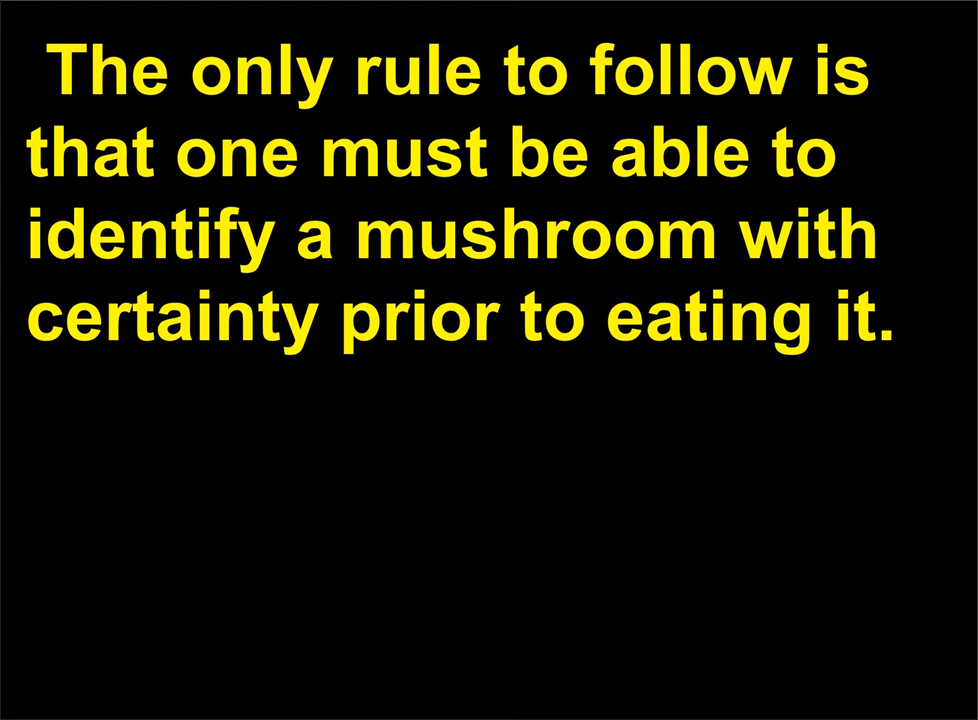 The only rule to follow is
that one must be able to
identify a mushroom with
certainty prior to eating it.